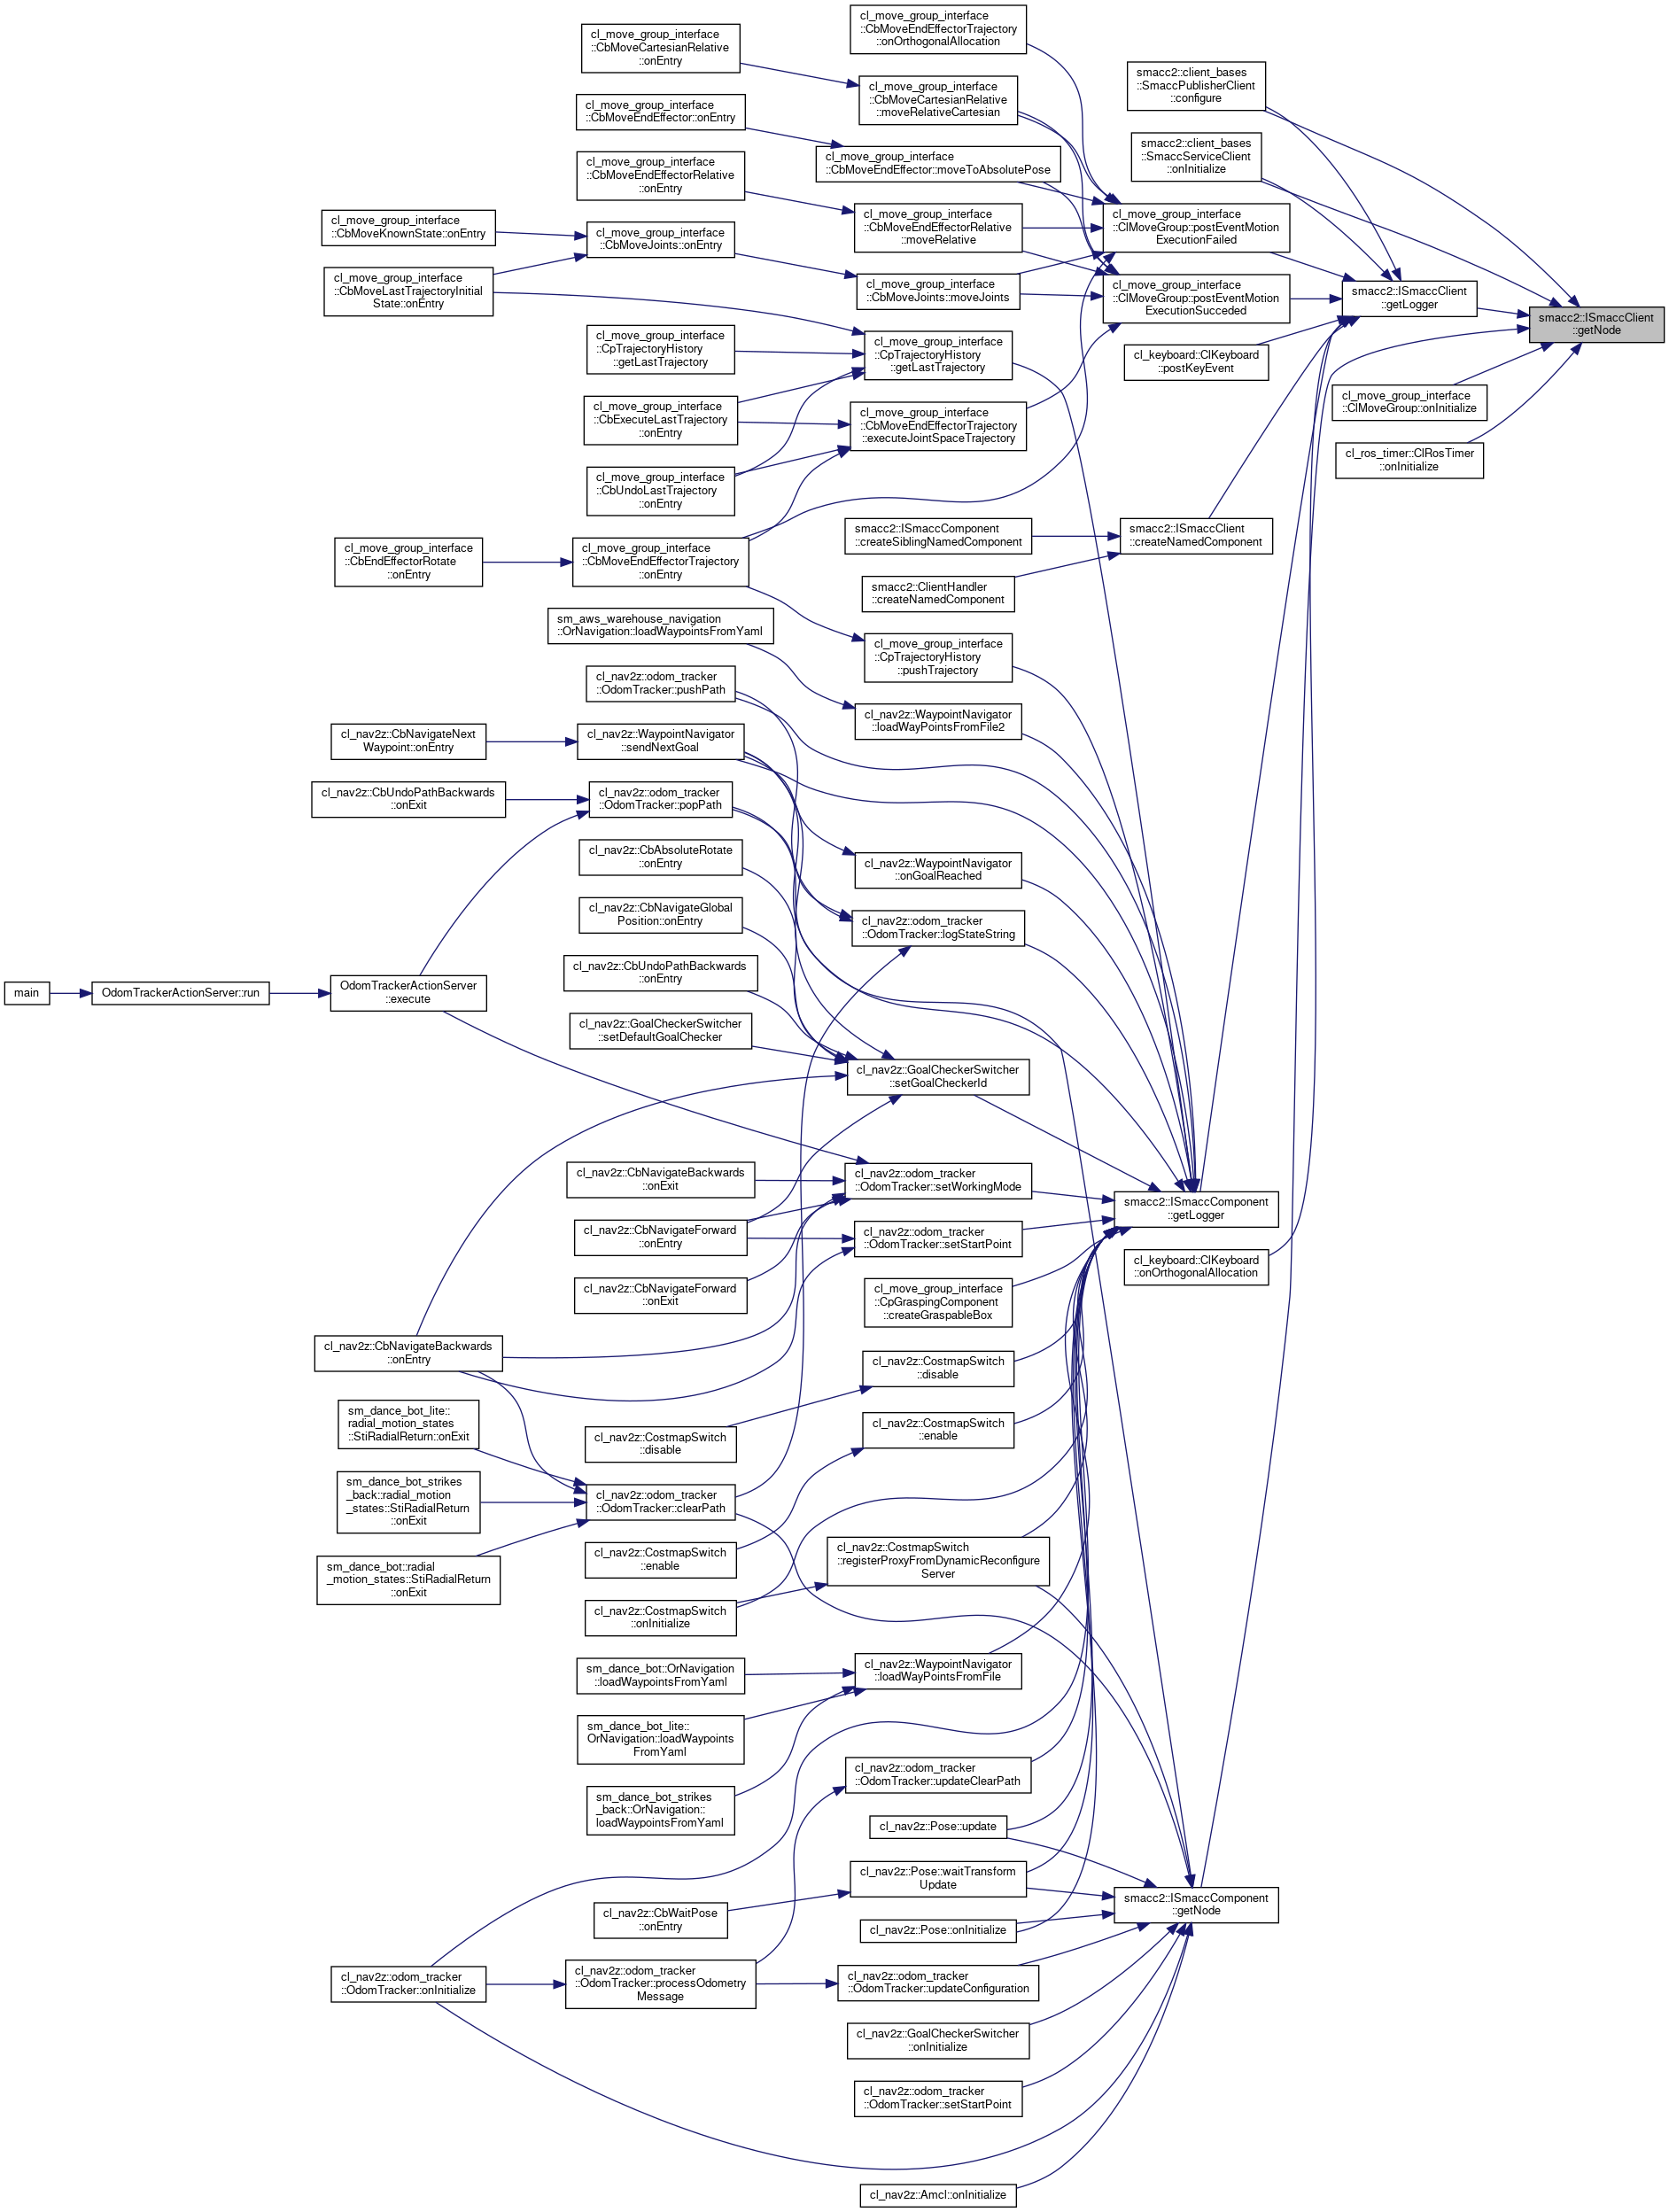 cl_move_group_interface
::CbMoveEndEffectorTrajectory
::onOrthogonalAllocation
cl_move_group_interface
::CbMoveCartesianRelative
::onEntry
smacc2::client_bases
::SmaccPublisherClient
::configure
cl_move_group_interface
::CbMoveCartesianRelative
::moveRelativeCartesian
cl_move_group_interface
::CbMoveEndEffector::onEntry
smacc2::client_bases
::SmaccServiceClient
::onInitialize
cl_move_group_interface
::CbMoveEndEffector::moveToAbsolutePose
cl_move_group_interface
::CbMoveEndEffectorRelative
::onEntry
cl_move_group_interface
::CbMoveKnownState::onEntry
cl_move_group_interface
::CbMoveJoints::onEntry
cl_move_group_interface
::CbMoveEndEffectorRelative
::moveRelative
cl_move_group_interface
::ClMoveGroup::postEventMotion
ExecutionFailed
cl_move_group_interface
::CbMoveLastTrajectoryInitial
State::onEntry
cl_move_group_interface
::CbMoveJoints::moveJoints
cl_move_group_interface
::ClMoveGroup::postEventMotion
ExecutionSucceded
smacc2::ISmaccClient
::getLogger
smacc2::ISmaccClient
::getNode
cl_move_group_interface
::CpTrajectoryHistory
::getLastTrajectory
cl_move_group_interface
::CpTrajectoryHistory
::getLastTrajectory
cl_keyboard::ClKeyboard
::postKeyEvent
cl_move_group_interface
::ClMoveGroup::onInitialize
cl_move_group_interface
::CbExecuteLastTrajectory
::onEntry
cl_move_group_interface
::CbMoveEndEffectorTrajectory
::executeJointSpaceTrajectory
cl_ros_timer::ClRosTimer
::onInitialize
cl_move_group_interface
::CbUndoLastTrajectory
::onEntry
cl_move_group_interface
::CbEndEffectorRotate
::onEntry
cl_move_group_interface
::CbMoveEndEffectorTrajectory
::onEntry
smacc2::ISmaccComponent
::createSiblingNamedComponent
smacc2::ISmaccClient
::createNamedComponent
smacc2::ClientHandler
::createNamedComponent
sm_aws_warehouse_navigation
::OrNavigation::loadWaypointsFromYaml
cl_move_group_interface
::CpTrajectoryHistory
::pushTrajectory
cl_nav2z::odom_tracker
::OdomTracker::pushPath
cl_nav2z::WaypointNavigator
::loadWayPointsFromFile2
cl_nav2z::CbNavigateNext
Waypoint::onEntry
cl_nav2z::WaypointNavigator
::sendNextGoal
cl_nav2z::CbUndoPathBackwards
::onExit
cl_nav2z::odom_tracker
::OdomTracker::popPath
cl_nav2z::CbAbsoluteRotate
::onEntry
cl_nav2z::WaypointNavigator
::onGoalReached
cl_nav2z::CbNavigateGlobal
Position::onEntry
cl_nav2z::odom_tracker
::OdomTracker::logStateString
cl_nav2z::CbUndoPathBackwards
::onEntry
main
OdomTrackerActionServer::run
OdomTrackerActionServer
::execute
cl_nav2z::GoalCheckerSwitcher
::setDefaultGoalChecker
cl_nav2z::GoalCheckerSwitcher
::setGoalCheckerId
cl_nav2z::CbNavigateBackwards
::onExit
cl_nav2z::odom_tracker
::OdomTracker::setWorkingMode
smacc2::ISmaccComponent
::getLogger
cl_nav2z::CbNavigateForward
::onEntry
cl_nav2z::odom_tracker
::OdomTracker::setStartPoint
cl_keyboard::ClKeyboard
::onOrthogonalAllocation
cl_nav2z::CbNavigateForward
::onExit
cl_move_group_interface
::CpGraspingComponent
::createGraspableBox
cl_nav2z::CbNavigateBackwards
::onEntry
cl_nav2z::CostmapSwitch
::disable
sm_dance_bot_lite::
radial_motion_states
::StiRadialReturn::onExit
cl_nav2z::CostmapSwitch
::disable
cl_nav2z::CostmapSwitch
::enable
sm_dance_bot_strikes
_back::radial_motion
_states::StiRadialReturn
::onExit
cl_nav2z::odom_tracker
::OdomTracker::clearPath
sm_dance_bot::radial
_motion_states::StiRadialReturn
::onExit
cl_nav2z::CostmapSwitch
::enable
cl_nav2z::CostmapSwitch
::registerProxyFromDynamicReconfigure
Server
cl_nav2z::CostmapSwitch
::onInitialize
sm_dance_bot::OrNavigation
::loadWaypointsFromYaml
cl_nav2z::WaypointNavigator
::loadWayPointsFromFile
sm_dance_bot_lite::
OrNavigation::loadWaypoints
FromYaml
cl_nav2z::odom_tracker
::OdomTracker::updateClearPath
sm_dance_bot_strikes
_back::OrNavigation::
loadWaypointsFromYaml
cl_nav2z::Pose::update
cl_nav2z::Pose::waitTransform
Update
smacc2::ISmaccComponent
::getNode
cl_nav2z::CbWaitPose
::onEntry
cl_nav2z::Pose::onInitialize
cl_nav2z::odom_tracker
::OdomTracker::onInitialize
cl_nav2z::odom_tracker
::OdomTracker::processOdometry
Message
cl_nav2z::odom_tracker
::OdomTracker::updateConfiguration
cl_nav2z::GoalCheckerSwitcher
::onInitialize
cl_nav2z::odom_tracker
::OdomTracker::setStartPoint
cl_nav2z::Amcl::onInitialize